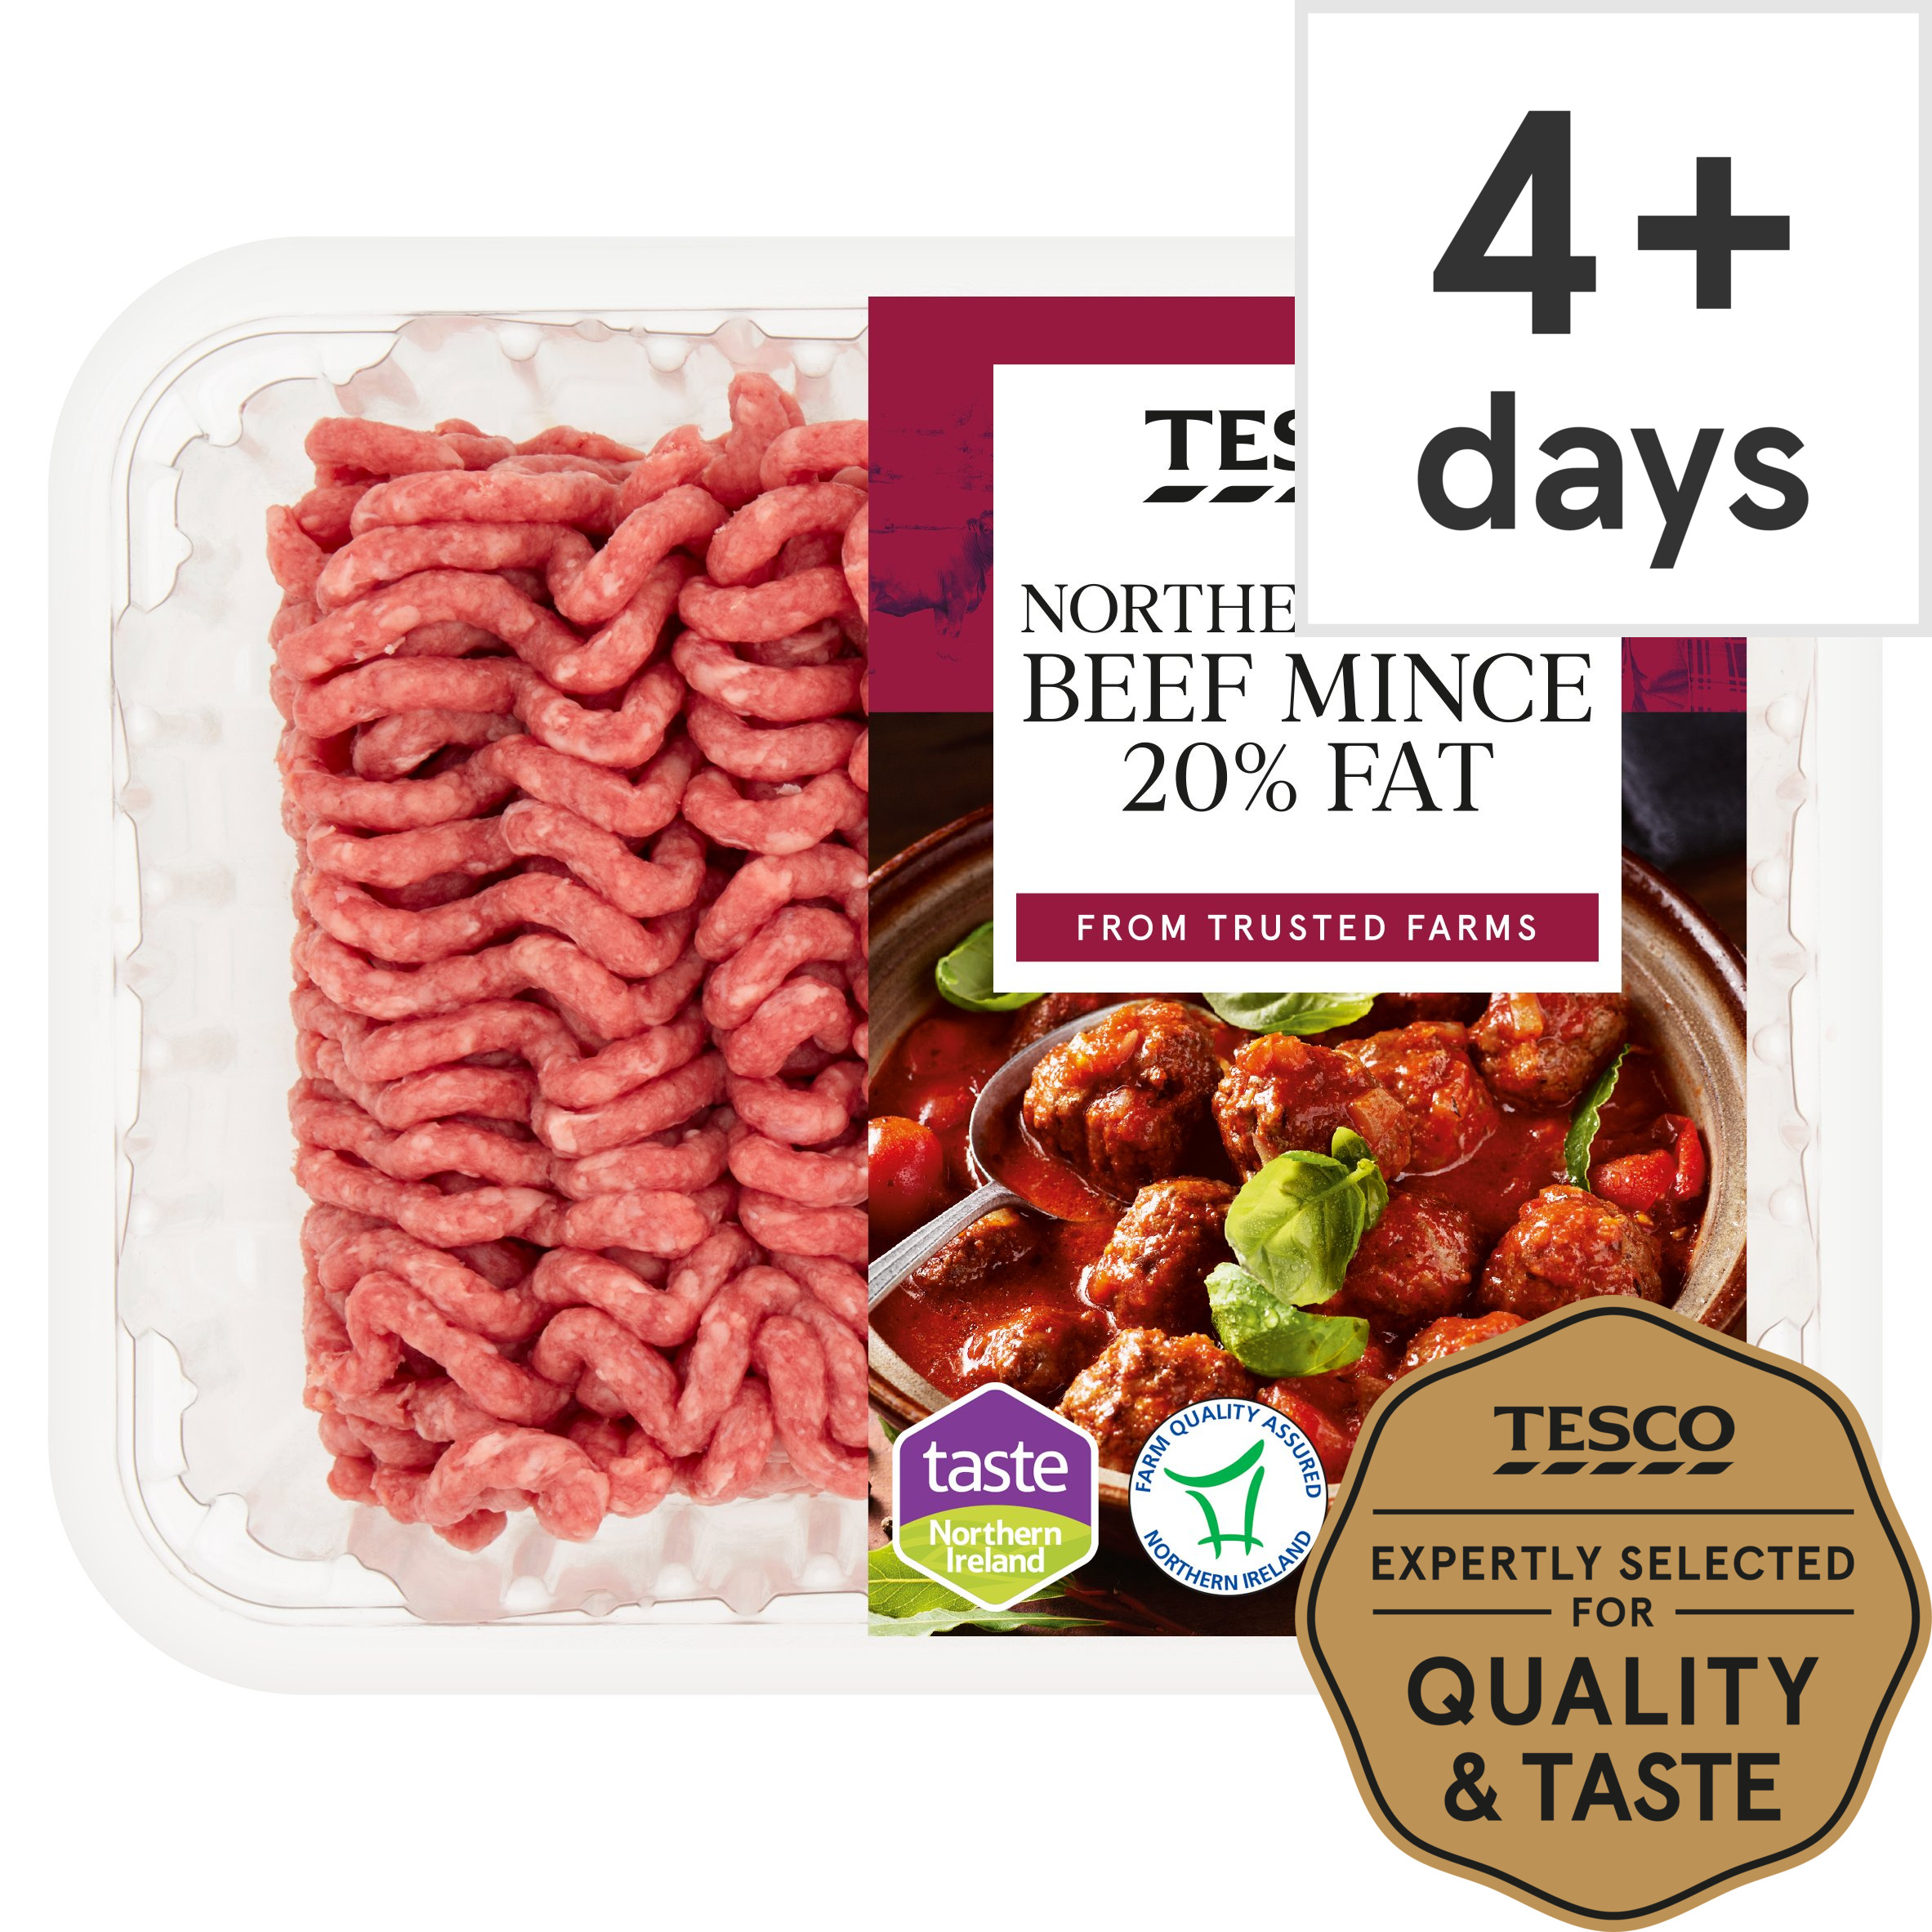 4+
days
TES
NORTHE
BEEF MINCE
20% FAT
FROM TRUSTED FARMS
taste
Northern
Ireland
FARM QUALITY ASSURED
NORTHERN IRELAND
TESCO
EXPERTLY SELECTED
FOR
QUALITY
& TASTE